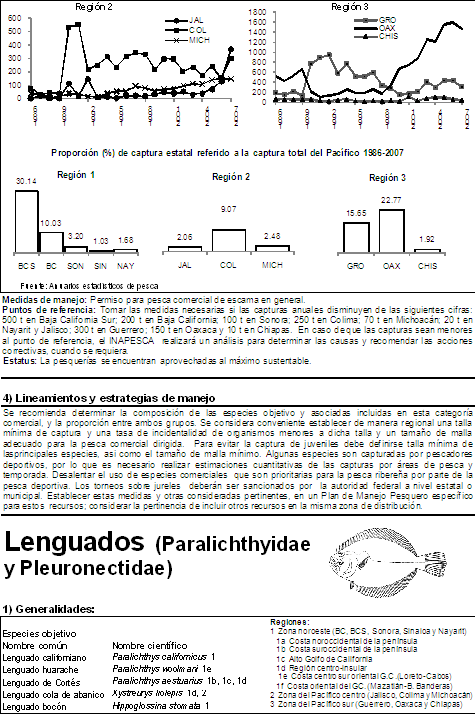 Región 2
600
500
400
300
200
100
0
JAL
COL
MICH
Región 3
1800
1600
1400
1200
1000
800
600
400
200
0
GRO
OAX
CHIS
Proporción (%) de captura estatal referido a la captura total del Pacífico 1986-2007
Región 1
30.14
10.03
3.20
1.03
1.68
BCS BC SON SIN NAY
Región 2
2.06
9.07
2.48
JAL COL MICH
Región 3
15.65
22.77
1.92
GRO OAX CHIS
Fuente: Anuarios estadísticos de pesca
Medidas de manejo: Permiso para pesca comercial de escama en general.
Puntos de referencia: Tomar las medidas necesarias si las capturas anuales disminuyen de las siguientes cifras:
500 t en Baja California Sur; 200 t en Baja California; 100 t en Sonora; 250 t en Colima; 70 t en Michoacán; 20 t en
Nayarit y Jalisco; 300 t en Guerrero; 150 t en Oaxaca y 10 t en Chiapas. En caso de que las capturas sean menores
al punto de referencia, el INAPESCA realizará un análisis para determinar las causas y recomendar las acciones
correctivas, cuando se requiera.
Estatus: La pesquerías se encuentran aprovechadas al máximo sustentable.
4) Lineamientos y estrategias de manejo
Se recomienda determinar la composición de las especies objetivo y asociadas incluidas en esta categoría
comercial, y la proporción entre ambos grupos. Se considera conveniente establecer de manera regional una talla
mínima de captura y una tasa de incidentalidad de organismos menores a dicha talla y un tamaño de malla
adecuado para la pesca comercial dirigida. Para evitar la captura de juveniles debe definirse talla mínima de
lasprincipales especies, así como el tamaño de malla mínimo. Algunas especies son capturadas por pescadores
deportivos, por lo que es necesario realizar estimaciones cuantitativas de las capturas por áreas de pesca y
temporada. Desalentar el uso de especies comerciales que son prioritarias para la pesca ribereña por parte de la
pesca deportiva. Los torneos sobre jureles deberán ser sancionados por la autoridad federal a nivel estatal o
municipal. Establecer estas medidas y otras consideradas pertinentes, en un Plan de Manejo Pesquero específico
para estos recursos; considerar la pertinencia de incluir otros recursos en la misma zona de distribución.
Lenguados (Paralichthyidae
y Pleuronectidae)
1) Generalidades:
Especies objetivo
Nombre común Nombre científico
Lenguado californiano Paralichthys californicus 1
Lenguado huarache Paralichthys woolmani 1e
Lenguado de Cortés Paralichthys aestuarius 1b, 1c, 1d
Lenguado cola de abanico Xystreurys liolepis 1d, 2
Lenguado bocón Hippoglossina stomata 1
Regiones:
1 Zona noroeste (BC, BCS, Sonora, Sinaloa y Nayarit)
1a Costa noroccidental de la península
1b Costa suroccidental de la península
1c Alto Golfo de California
1d Región centro-insular
1e Costa centro sur oriental G.C .(Loreto-Cabos)
1f Costa oriental del G.C. (Mazatlán-B. Banderas)
2 Zona del Pacífico centro (Jalisco, Colima y Michoacán)
3 Zona del Pacífico sur (Guerrero, Oaxaca y Chiapas)